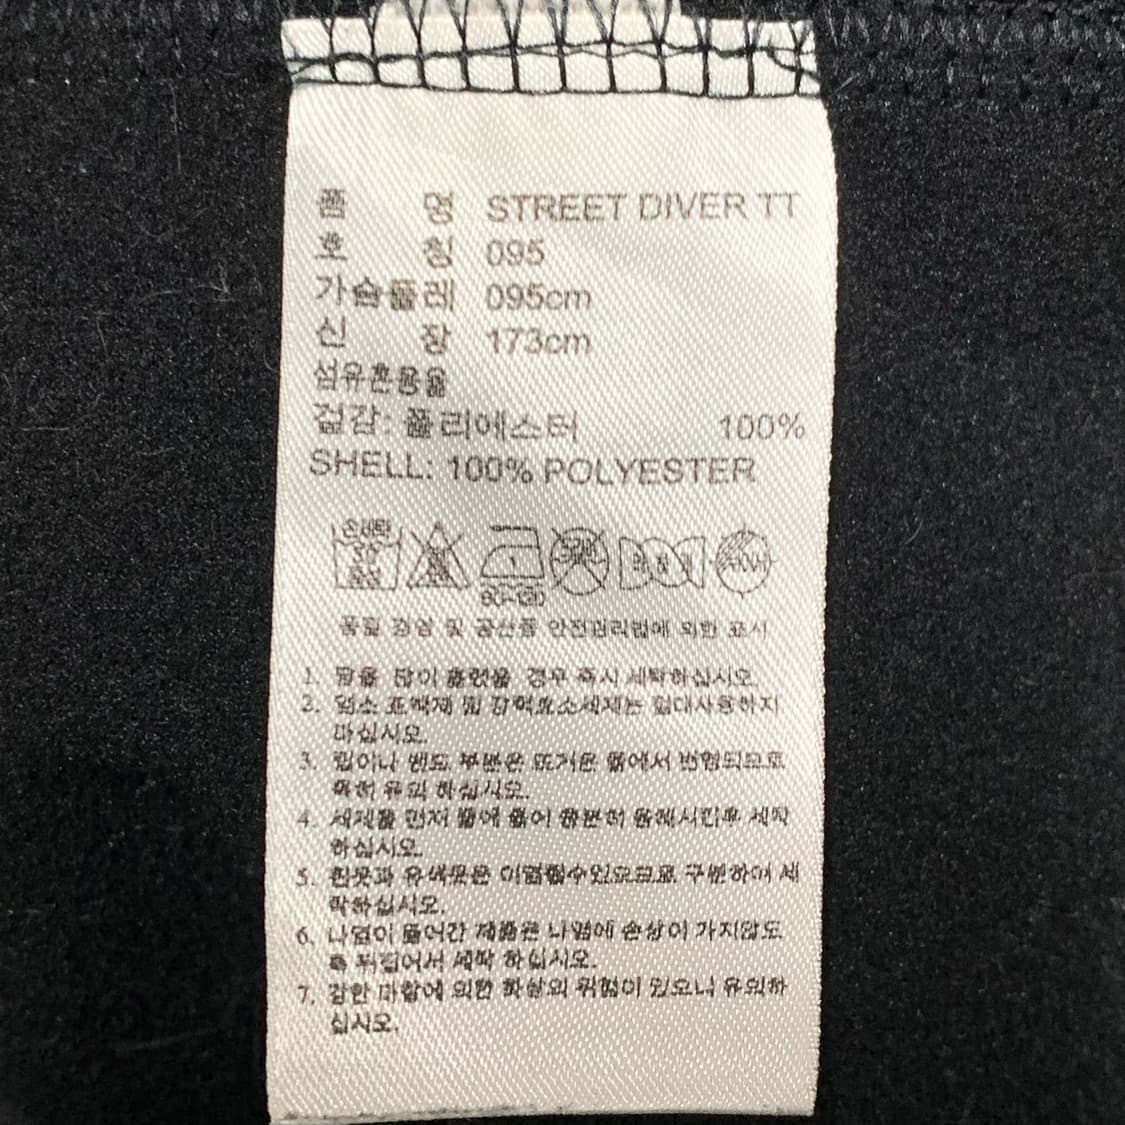 품 명 STREET DIVER TT
호 칭 095
가슴둘레 095cm
신 장 173cm
섬유혼용율
겉감: 폴리에스터 100%
SHELL: 100% POLYESTER
손세탁
80-120
품질 경영 및 공산품 안전관리법에 의한 표시
1. 땀을 많이 흘렸을 경우 즉시 세탁하십시오.
2. 염소 표백제 및 강력효소세제는 절대사용하지
마십시오.
3. 립이나 밴드 부분은 뜨거운 물에서 변형되므로
특히 유의 하십시오.
4. 세제를 먼저 물에 풀어 충분히 용해시킨후 세탁
하십시오.
5. 흰옷과 유색옷은 이염될수있으므로 구분하여 세
탁하십시오.
6. 나염이 들어간 제품은 나염에 손상이 가지않도
록 뒤집어서 세탁 하십시오.
7. 강한 마찰에 의한 화상의 위험이 있으니 유의하
십시오.